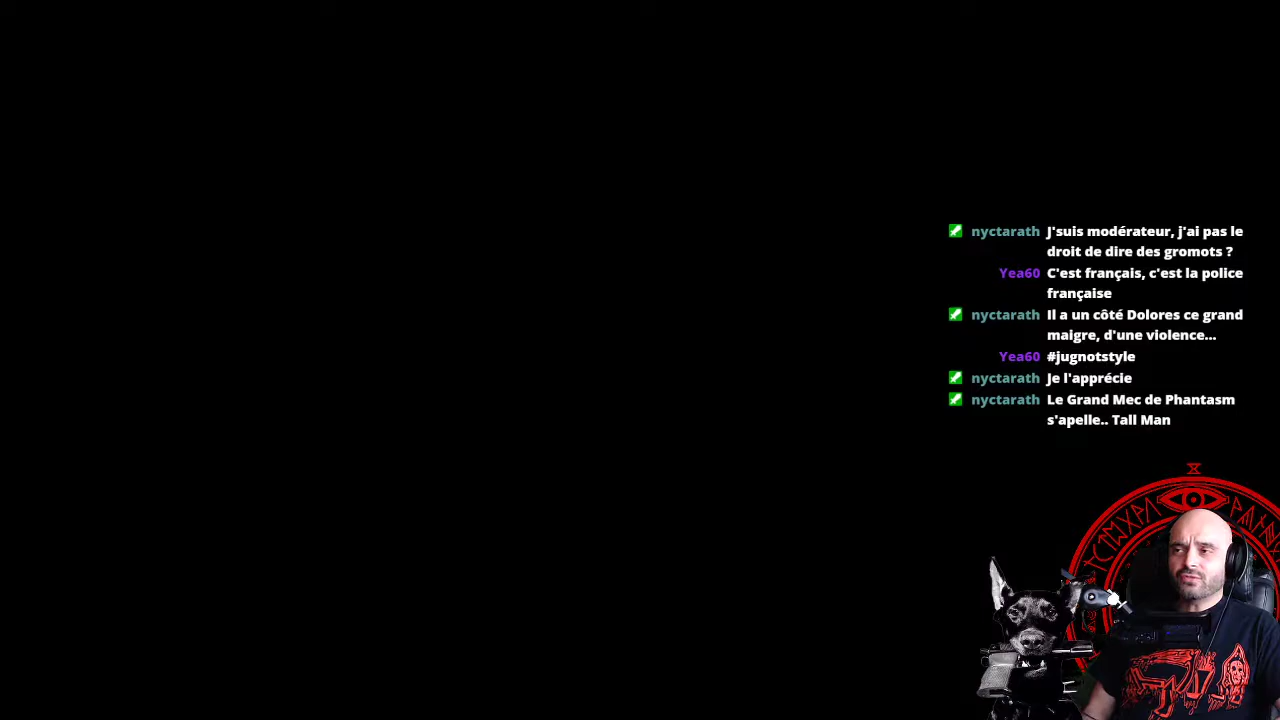 nyctarath J'suis modérateur, j'ai pas le
droit de dire des gromots ?
Yea60 C'est français, c'est la police
française
nyctarath Il a un côté Dolores ce grand
maigre, d'une violence...
Yea60 #jugnotstyle
nyctarath Je l'apprécie
nyctarath Le Grand Mec de Phantasm
s'apelle.. Tall Man